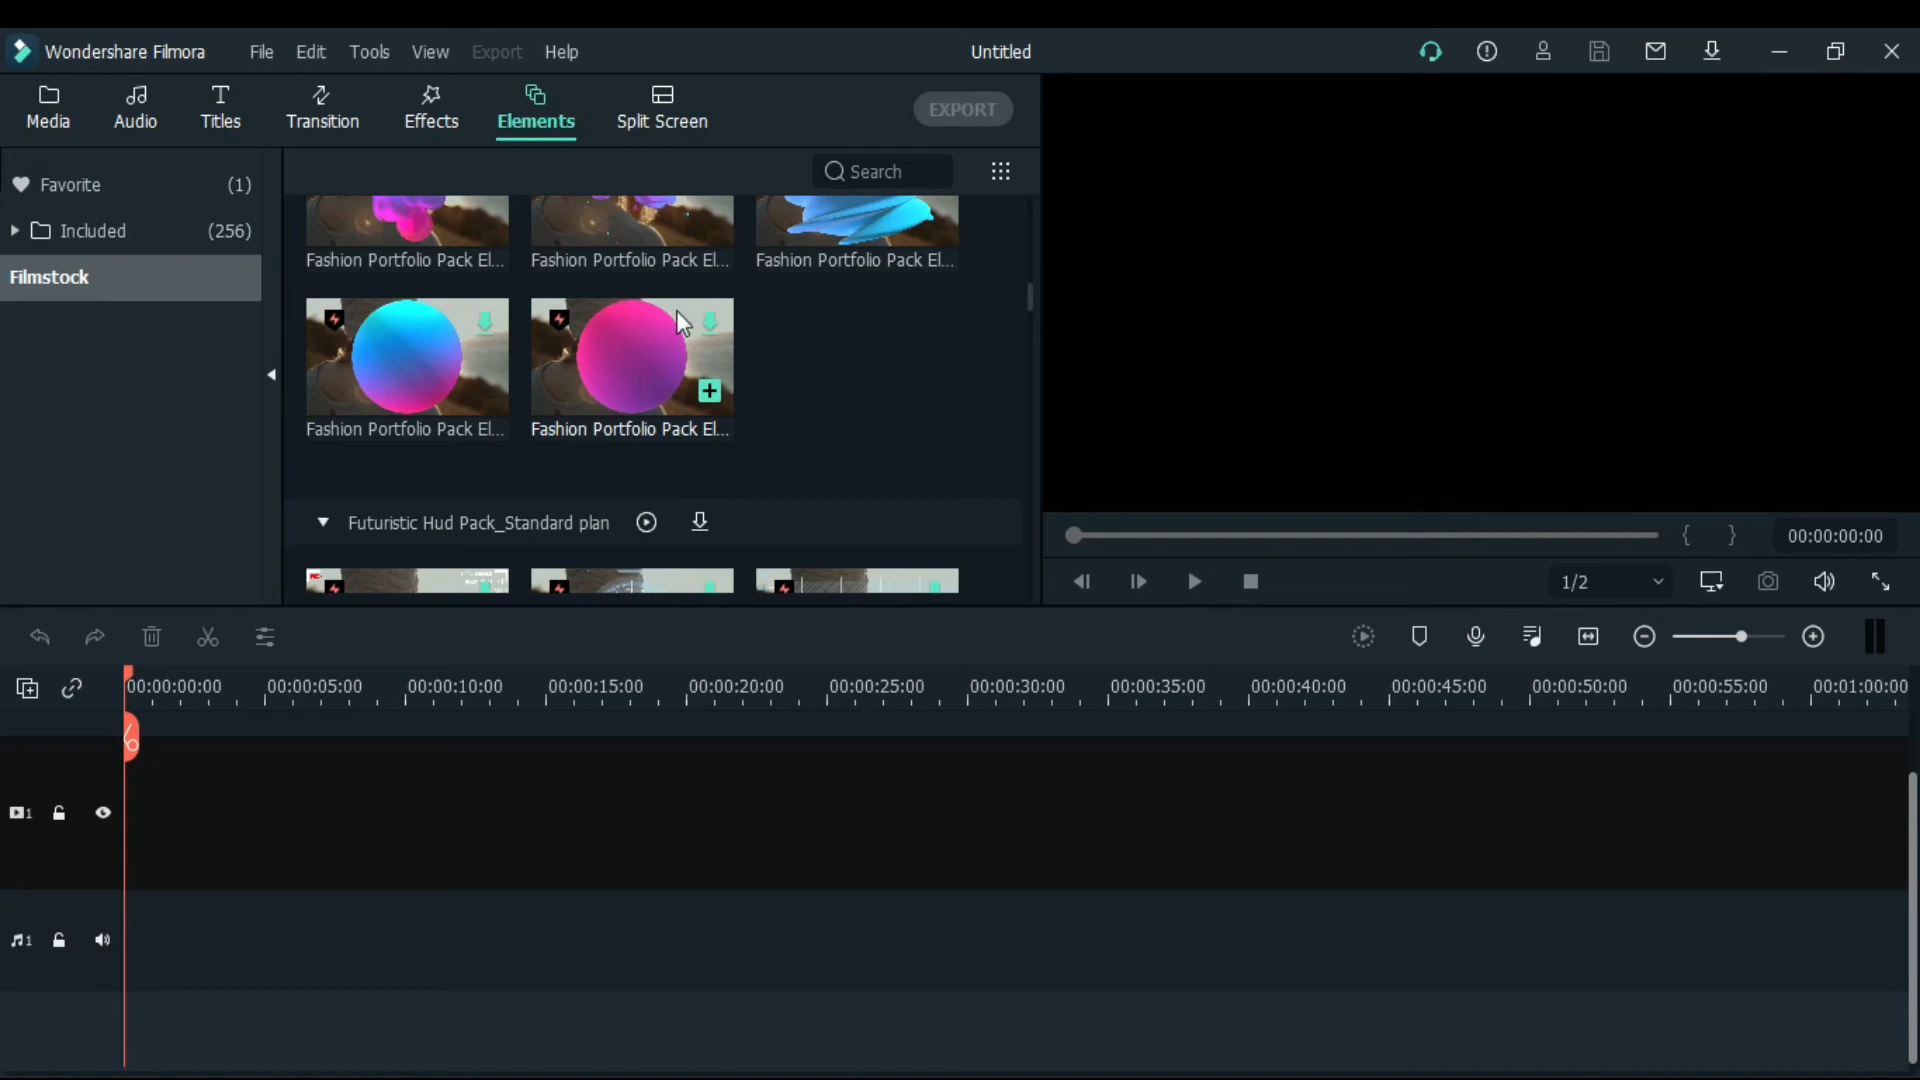 Wondershare Filmora File Edit Tools View Export Help Untitled
Media Audio Titles Transition Effects Elements Split Screen EXPORT
Favorite (1)
Included (256)
Filmstock
Search
Fashion Portfolio Pack El... Fashion Portfolio Pack El... Fashion Portfolio Pack El...
Fashion Portfolio Pack El... Fashion Portfolio Pack El...
Futuristic Hud Pack_Standard plan
{ } 00:00:00:00
1/2
00:00:00:00 00:00:05:00 00:00:10:00 00:00:15:00 00:00:20:00 00:00:25:00 00:00:30:00 00:00:35:00 00:00:40:00 00:00:45:00 00:00:50:00 00:00:55:00 00:01:00:00
1
1